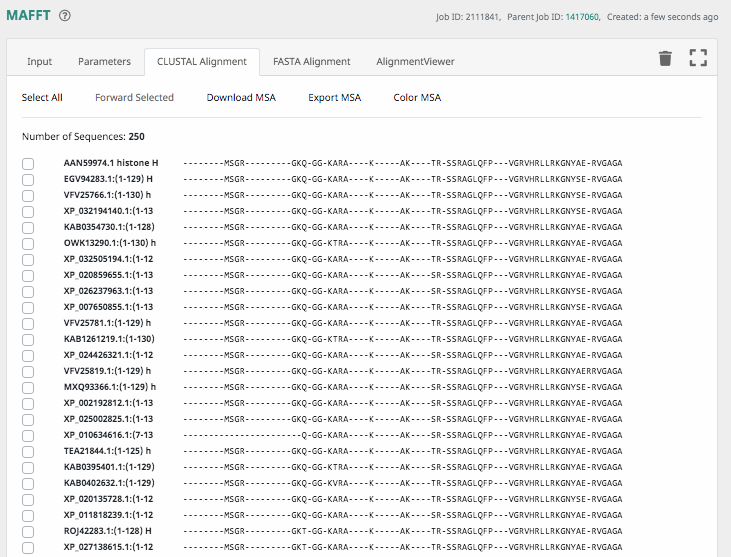 MAFFT
Job ID: 2111841, Parent Job ID: 1417060, Created: a few seconds ago
Input Parameters CLUSTAL Alignment FASTA Alignment AlignmentViewer
Select All Forward Selected Download MSA Export MSA Color MSA
Number of Sequences: 250
AAN59974.1 histone H --------MSGR---------GKQ-GG-KARA----K-----AK----TR-SSRAGLQFP---VGRVHRLLRKGNYAE-RVGAGA
EGV94283.1:(1-129) H --------MSGR---------GKQ-GG-KARA----K-----AK----TR-SSRAGLQFP---VGRVHRLLRKGNYSE-RVGAGA
VFV25766.1:(1-130) h --------MSGR---------GKQ-GG-KARA----K-----AK----TR-SSRAGLQFP---VGRVHRLLRKGNYAE-RVGAGA
XP_032194140.1:(1-13 --------MSGR---------GKQ-GG-KARA----K-----AK----TR-SSRAGLQFP---VGRVHRLLRKGNYAE-RVGAGA
KAB0354730.1:(1-128) --------MSGR---------GKQ-GG-KARA----K-----AK----TR-SSRAGLQFP---VGRVHRLLRKGNYAE-RVGAGA
OWK13290.1:(1-130) h --------MSGR---------GKQ-GG-KTRA----K-----AK----TR-SSRAGLQFP---VGRVHRLLRKGNYAE-RVGAGA
XP_032505194.1:(1-12 --------MSGR---------GKQ-GG-KARA----K-----AK----TR-SSRAGLQFP---VGRVHRLLRKGNYAE-RVGAGA
XP_020859655.1:(1-13 --------MSGR---------GKQ-GG-KARA----K-----AK----SR-SSRAGLQFP---VGRVHRLLRKGNYAE-RVGAGA
XP_026237963.1:(1-13 --------MSGR---------GKQ-GG-KARA----K-----AK----SR-SSRAGLQFP---VGRVHRLLRKGNYSE-RVGAGA
XP_007650855.1:(1-13 --------MSGR---------GKQ-GG-KARA----K-----AK----TR-SSRAGLQFP---VGRVHRLLRKGNYSE-RVGAGA
VFV25781.1:(1-129) h --------MSGR---------GKQ-GG-KARA----K-----AK----TR-SSRAGLQFP---VGRVHRLLRKGNYAE-RVGAGA
KAB1261219.1:(1-130) --------MSGR---------GKQ-GG-KTRA----K-----AK----TR-SSRAGLQFP---VGRVHRLLRKGNYAE-RVGAGA
XP_024426321.1:(1-12 --------MSGR---------GKQ-GG-KARA----K-----AK----SR-SSRAGLQFP---VGRVHRLLRKGNYAE-RVGAGA
VFV25819.1:(1-129) h --------MSGR---------GKQ-GG-KARA----K-----AK----TR-SSRAGLQFP---VGRVHRLLRKGNYAERRVGAGA
MXQ93366.1:(1-129) h --------MSGR---------GKQ-GG-KARA----K-----AK----SR-SSRAGLQFP---VGRVHRLLRKGNYSE-RVGAGA
XP_002192812.1:(1-13 --------MSGR---------GKQ-GG-KARA----K-----AK----SR-SSRAGLQFP---VGRVHRLLRKGNYAE-RVGAGA
XP_025002825.1:(1-13 --------MSGR---------GKQ-GG-KARA----K-----AK----SR-SSRAGLQFP---VGRVHRLLRKGNYAE-RVGAGA
XP_010634616.1:(7-13 -----------------------Q-GG-KARA----K-----AK----SR-SSRAGLQFP---VGRVHRLLRKGNYAE-RVGAGA
TEA21844.1:(1-125) h --------MSGR---------GKQ-GG-KARA----K-----AK----TR-SSRAGLQFP---VGRVHRLLRKGNYAE-RVGAGA
KAB0395401.1:(1-129) --------MSGR---------GKQ-GG-KTRA----K-----AK----SR-SSRAGLQFP---VGRVHRLLRKGNYAE-RVGAGA
KAB0402632.1:(1-129) --------MSGR---------GKQ-GG-KVRA----K-----AK----SR-SSRAGLQFP---VGRVHRLLRKGNYAE-RVGAGA
XP_020135728.1:(1-12 --------MSGR---------GKQ-GG-KARA----K-----AK----TR-SSRAGLQFP---VGRVHRLLRKGNYSE-RVGAGA
XP_011818239.1:(1-12 --------MSGR---------GKQ-GG-KARA----K-----AK----SR-SSRAGLQFP---VGRVHRLLRKGNYAE-RVGAGA
ROJ42283.1:(1-128) H --------MSGR---------GKT-GG-KARA----K-----AK----TR-SSRAGLQFP---VGRVHRLLRKGNYAE-RVGAGA
XP_027138615.1:(1-12 --------MSGR---------GKT-GG-KARA----K-----AK----TR-SSRAGLQFP---VGRVHRLLRKGNYAE-RVGAGA